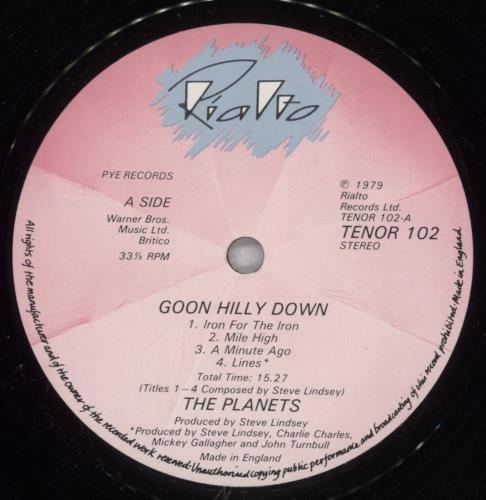 Rialto
PYE RECORDS
A SIDE
Warner Bros.
Music Ltd.
Britico
33⅓ RPM
℗ 1979
Rialto
Records Ltd.
TENOR 102-A
TENOR 102
STEREO
GOON HILLY DOWN
1. Iron For The Iron
2. Mile High
3. A Minute Ago
4. Lines*
Total Time: 15.27
(Titles 1–4 Composed by Steve Lindsey)
THE PLANETS
Produced by Steve Lindsey
*Produced by Steve Lindsey, Charlie Charles,
Mickey Gallagher and John Turnbull
Made in England
All rights of the manufacturer and of the owner of the recorded work reserved. Unauthorized copying public performance and broadcasting of this record prohibited. Made in England.